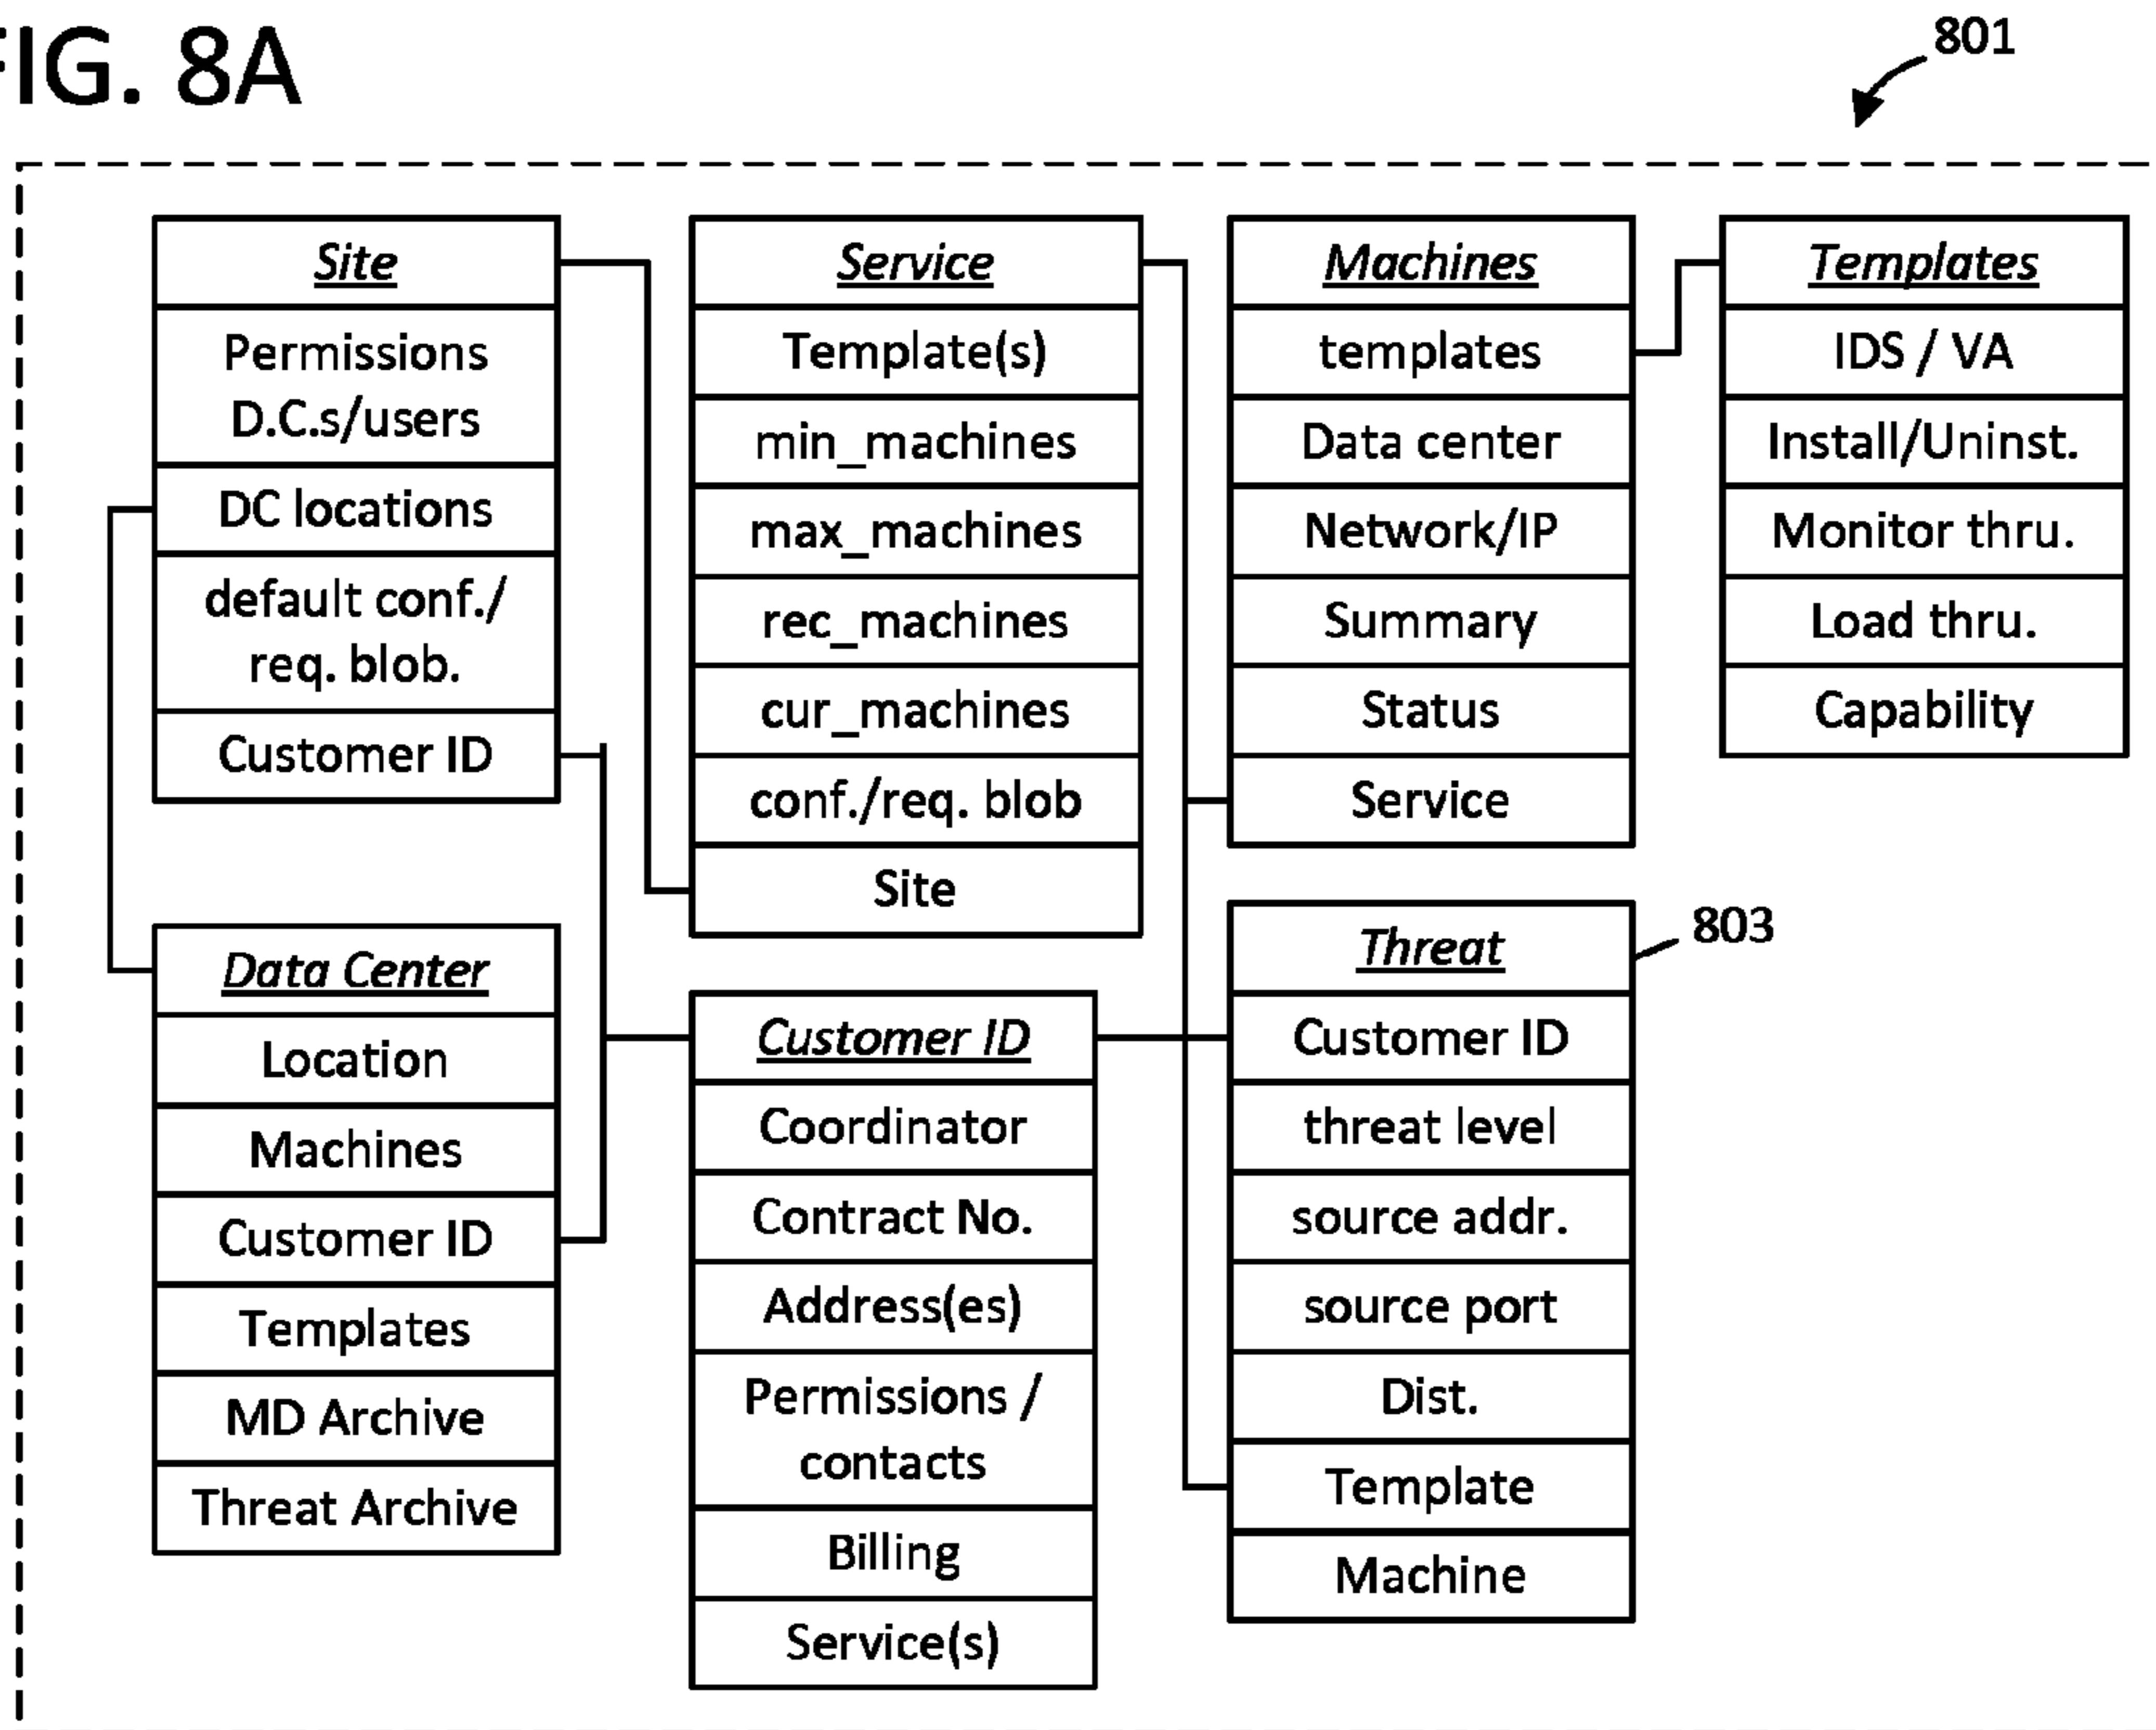 FIG. 8A
801
Site
Permissions
D.C.s/users
DC locations
default conf./
req. blob.
Customer ID
Service
Template(s)
min_machines
max_machines
rec_machines
cur_machines
conf./req. blob
Site
Machines
templates
Data center
Network/IP
Summary
Status
Service
Templates
IDS / VA
Install/Uninst.
Monitor thru.
Load thru.
Capability
Data Center
Location
Machines
Customer ID
Templates
MD Archive
Threat Archive
Customer ID
Coordinator
Contract No.
Address(es)
Permissions /
contacts
Billing
Service(s)
803
Threat
Customer ID
threat level
source addr.
source port
Dist.
Template
Machine